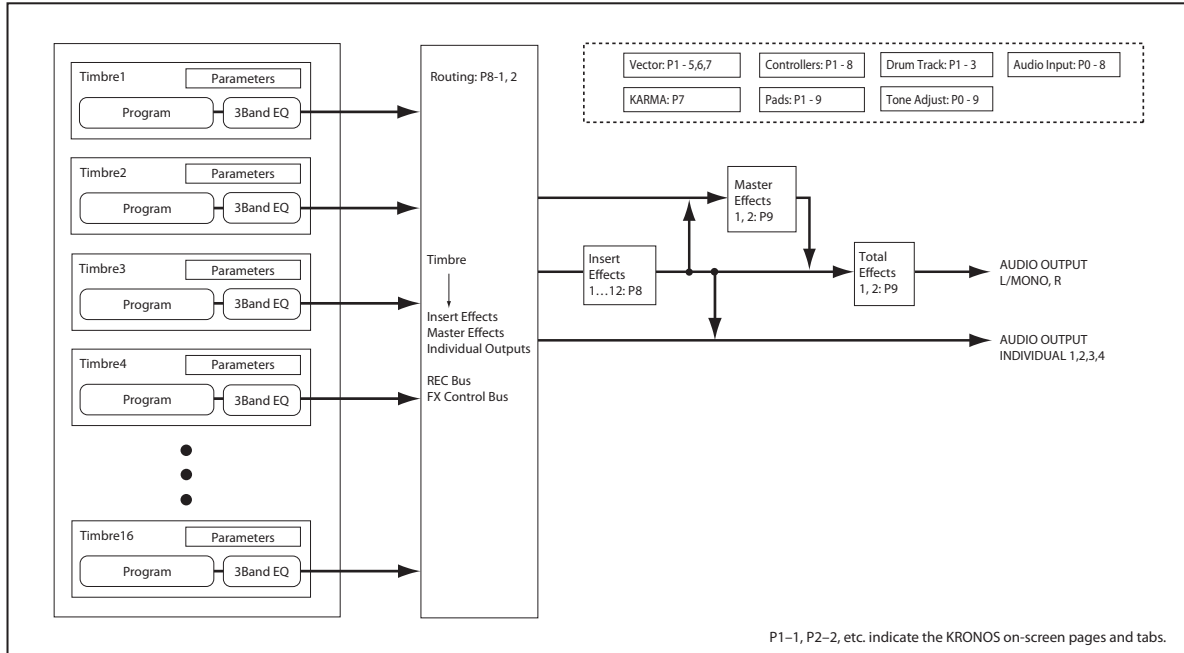 Timbre1
Parameters
Program
3Band EQ
Timbre2
Parameters
Program
3Band EQ
Timbre3
Parameters
Program
3Band EQ
Timbre4
Parameters
Program
3Band EQ
Timbre16
Parameters
Program
3Band EQ
Routing: P8-1, 2
Timbre
Insert Effects
Master Effects
Individual Outputs
REC Bus
FX Control Bus
Vector: P1 - 5,6,7
Controllers: P1 - 8
Drum Track: P1 - 3
Audio Input: P0 - 8
KARMA: P7
Pads: P1 - 9
Tone Adjust: P0 - 9
Master
Effects
1, 2: P9
Insert
Effects
1...12: P8
Total
Effects
1, 2: P9
AUDIO OUTPUT
L/MONO, R
AUDIO OUTPUT
INDIVIDUAL 1,2,3,4
P1–1, P2–2, etc. indicate the KRONOS on-screen pages and tabs.